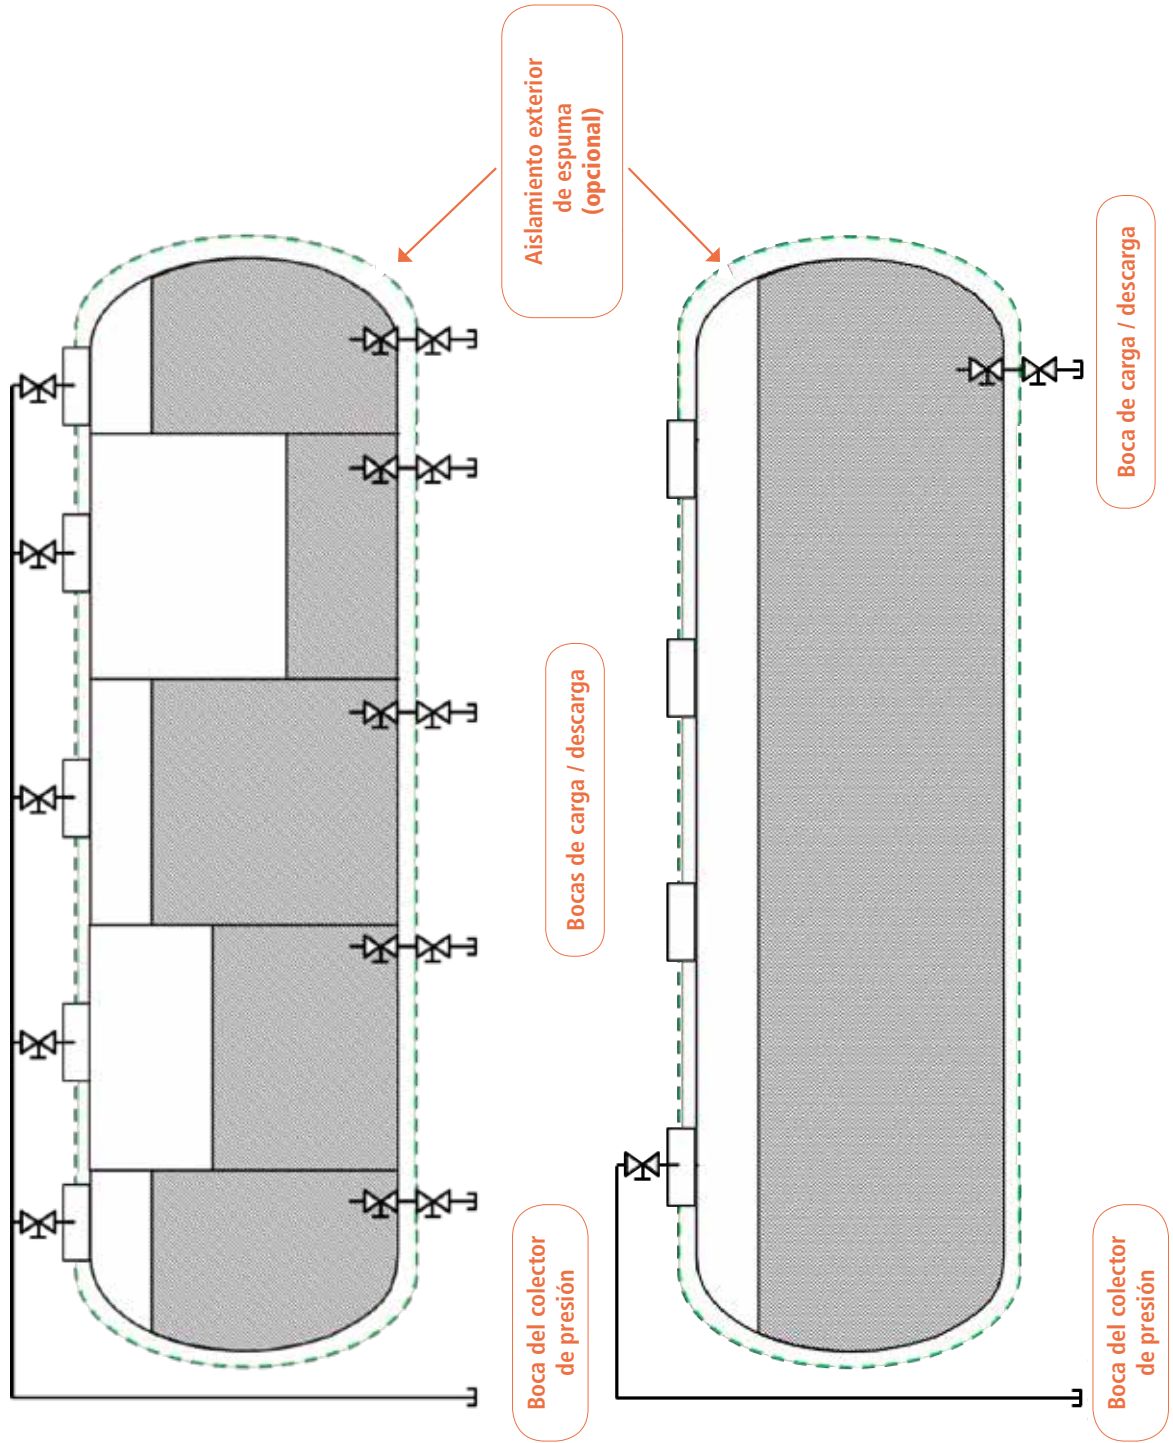 Aislamiento exterior
de espuma
(opcional)
Boca de carga / descarga
Bocas de carga / descarga
Boca del colector
de presión
Boca del colector
de presión